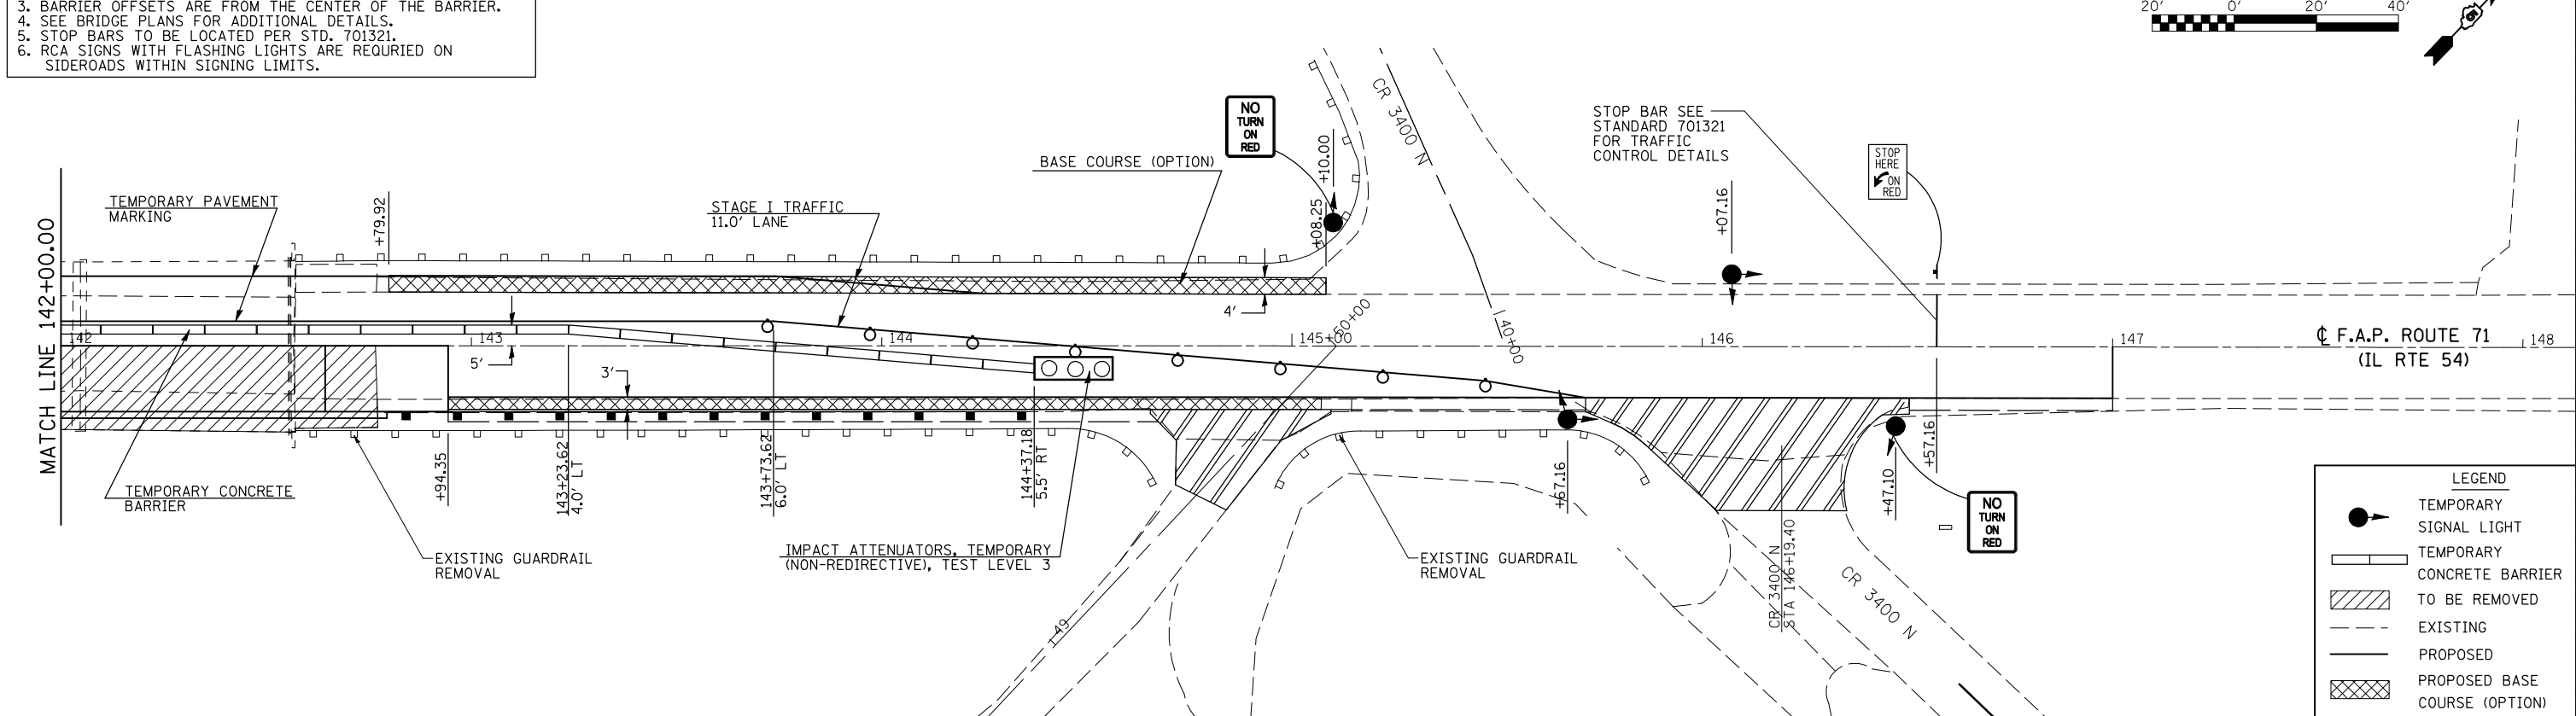 3. BARRIER OFFSETS ARE FROM THE CENTER OF THE BARRIER.
4. SEE BRIDGE PLANS FOR ADDITIONAL DETAILS.
5. STOP BARS TO BE LOCATED PER STD. 701321.
6. RCA SIGNS WITH FLASHING LIGHTS ARE REQURIED ON
SIDEROADS WITHIN SIGNING LIMITS.
20' 0' 20' 40'
MATCH LINE 142+00.00
TEMPORARY PAVEMENT
MARKING
+79.92
STAGE I TRAFFIC
11.0' LANE
BASE COURSE (OPTION)
NO
TURN
ON
RED
+10.00
+08.25
CR 3400 N
STOP BAR SEE
STANDARD 701321
FOR TRAFFIC
CONTROL DETAILS
+07.16
STOP
HERE
ON
RED
4'
142
143
144
145+00
50+00
40+00
146
147
148
℄ F.A.P. ROUTE 71
(IL RTE 54)
5'
3'
TEMPORARY CONCRETE
BARRIER
EXISTING GUARDRAIL
REMOVAL
+94.35
143+23.62
4.0' LT
143+73.62
6.0' LT
144+37.18
5.5' RT
IMPACT ATTENUATORS, TEMPORARY
(NON-REDIRECTIVE), TEST LEVEL 3
49
EXISTING GUARDRAIL
REMOVAL
+67.16
CR 3400 N
STA 146+19.40
CR 3400 N
+47.10
+57.16
NO
TURN
ON
RED
LEGEND
TEMPORARY
SIGNAL LIGHT
TEMPORARY
CONCRETE BARRIER
TO BE REMOVED
EXISTING
PROPOSED
PROPOSED BASE
COURSE (OPTION)